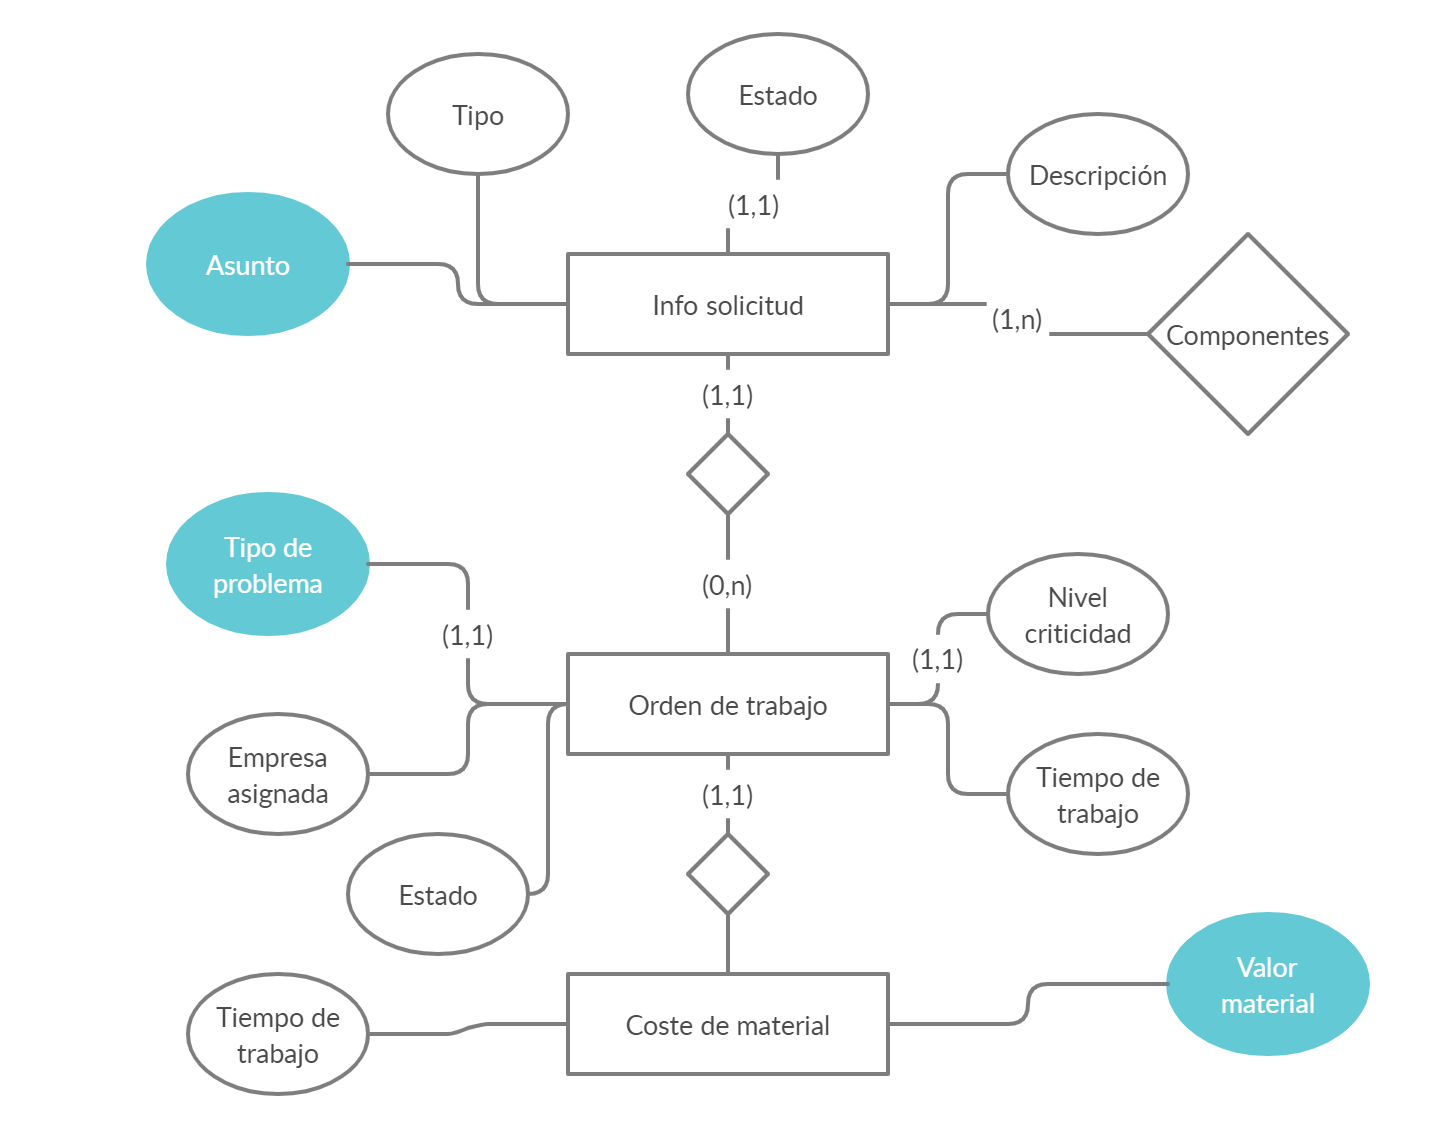 Estado
Tipo
Descripción
(1,1)
Asunto
Info solicitud
(1,n)
Componentes
(1,1)
Tipo de
problema
(0,n)
Nivel
criticidad
(1,1)
(1,1)
Orden de trabajo
Empresa
asignada
Tiempo de
trabajo
(1,1)
Estado
Valor
material
Tiempo de
trabajo
Coste de material